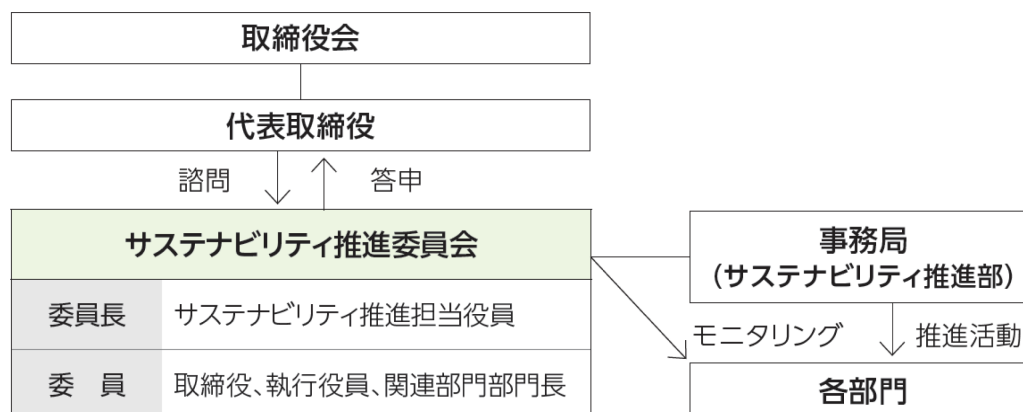 取締役会
代表取締役
諮問
答申
サステナビリティ推進委員会
委員長 サステナビリティ推進担当役員
委 員 取締役、執行役員、関連部門部門長
事務局
（サステナビリティ推進部）
モニタリング
推進活動
各部門